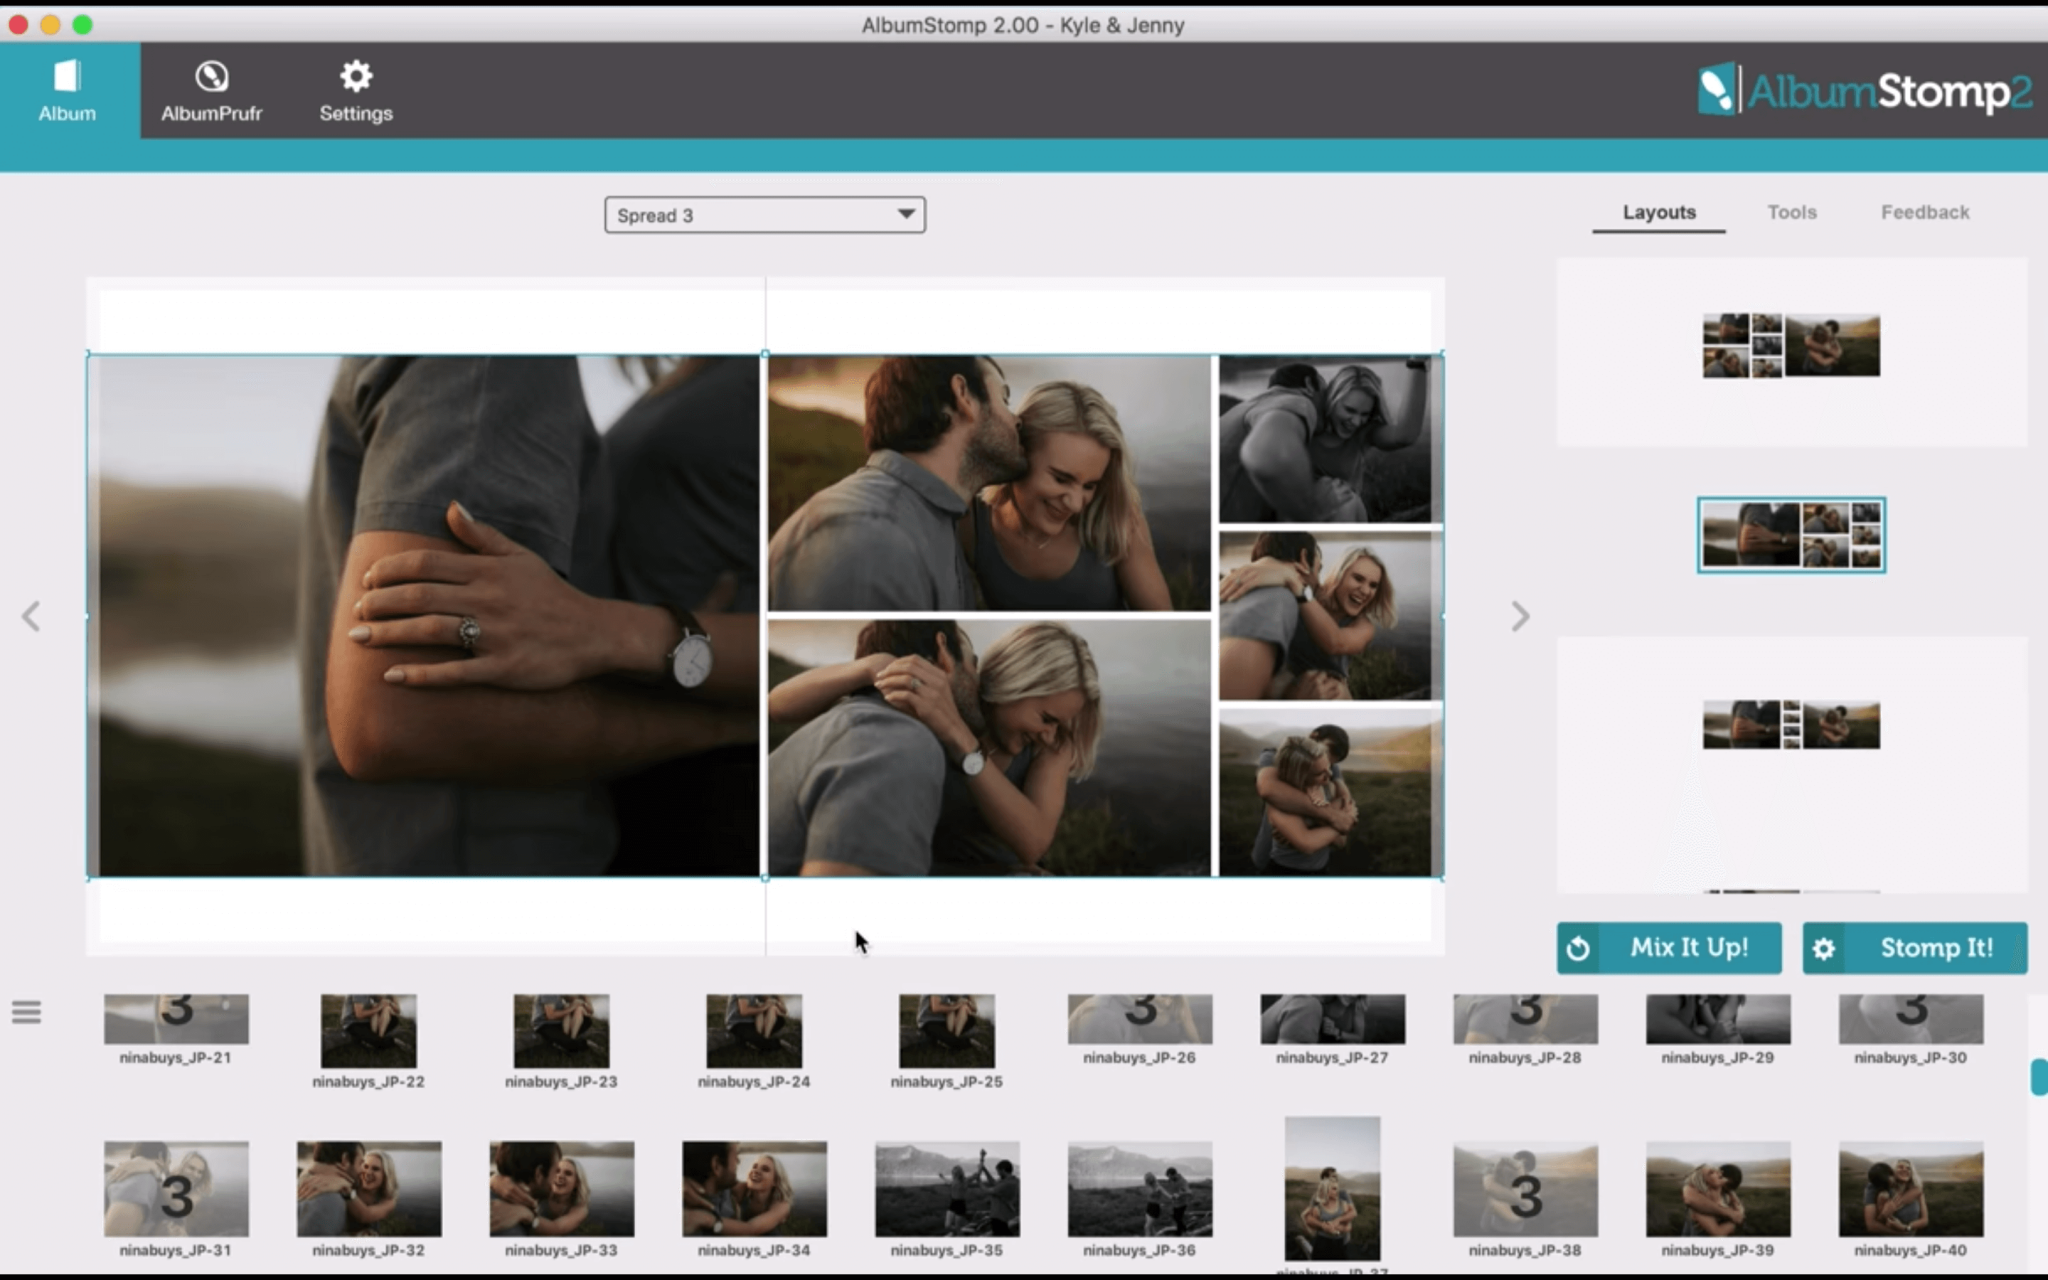 AlbumStomp 2.00 - Kyle & Jenny
Album
AlbumPrufr
Settings
AlbumStomp2
Spread 3
Layouts
Tools
Feedback
Mix It Up!
Stomp It!
3
3
3
3
ninabuys_JP-21
ninabuys_JP-22
ninabuys_JP-23
ninabuys_JP-24
ninabuys_JP-25
ninabuys_JP-26
ninabuys_JP-27
ninabuys_JP-28
ninabuys_JP-29
ninabuys_JP-30
3
3
ninabuys_JP-31
ninabuys_JP-32
ninabuys_JP-33
ninabuys_JP-34
ninabuys_JP-35
ninabuys_JP-36
ninabuys_JP-37
ninabuys_JP-38
ninabuys_JP-39
ninabuys_JP-40